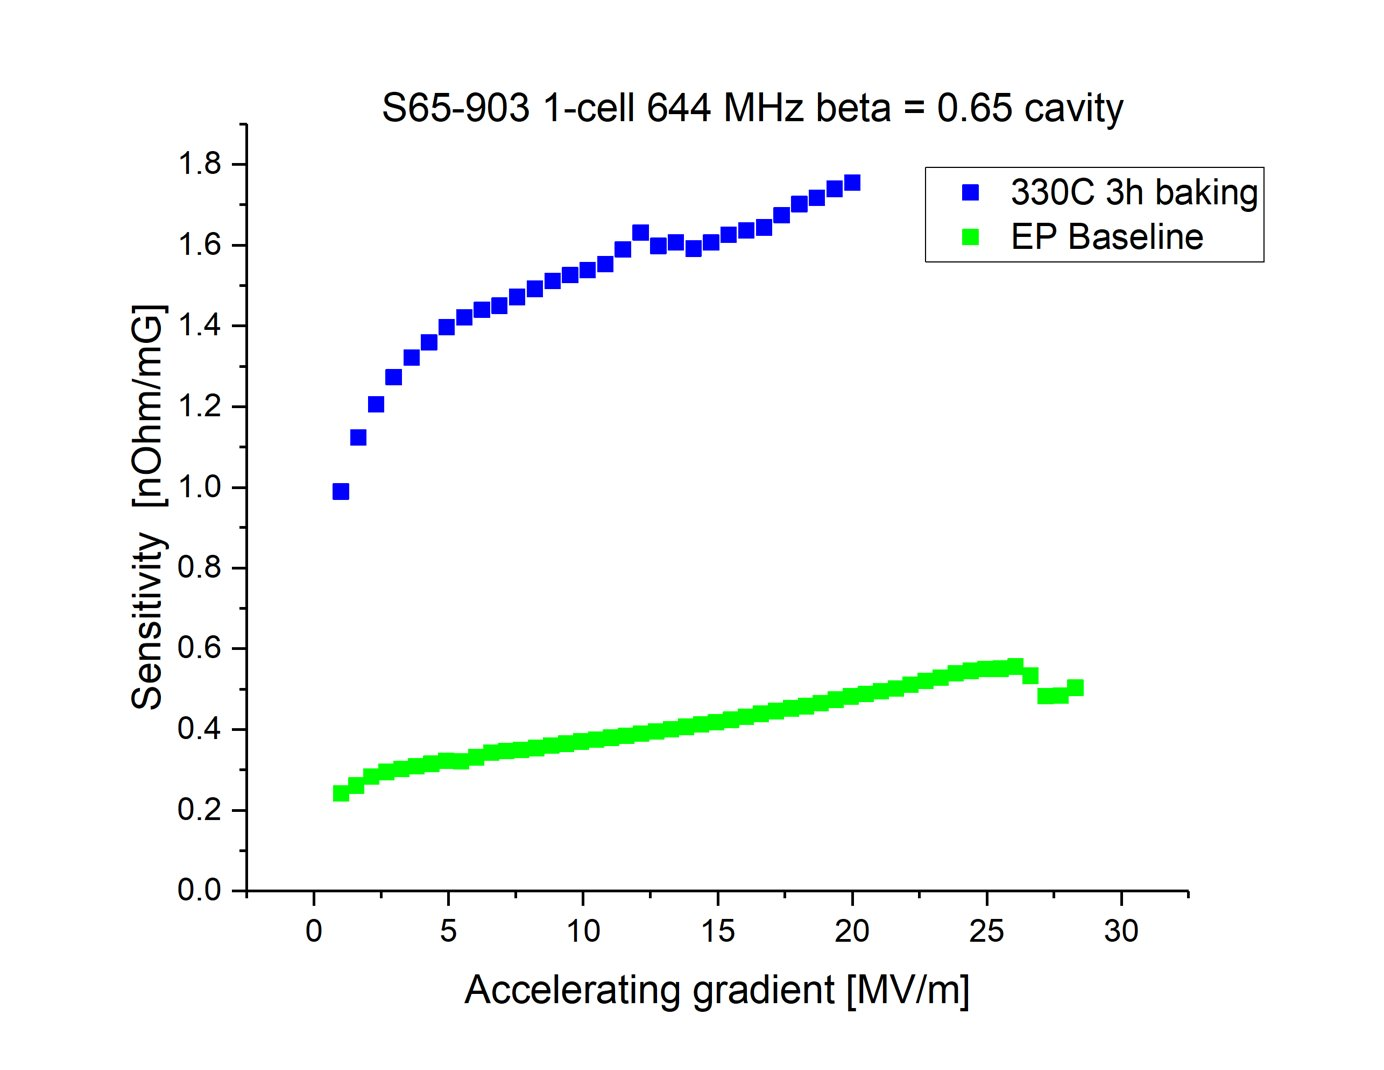 S65-903 1-cell 644 MHz beta = 0.65 cavity
330C 3h baking
EP Baseline
Sensitivity [nOhm/mG]
1.8
1.6
1.4
1.2
1.0
0.8
0.6
0.4
0.2
0.0
0 5 10 15 20 25 30
Accelerating gradient [MV/m]